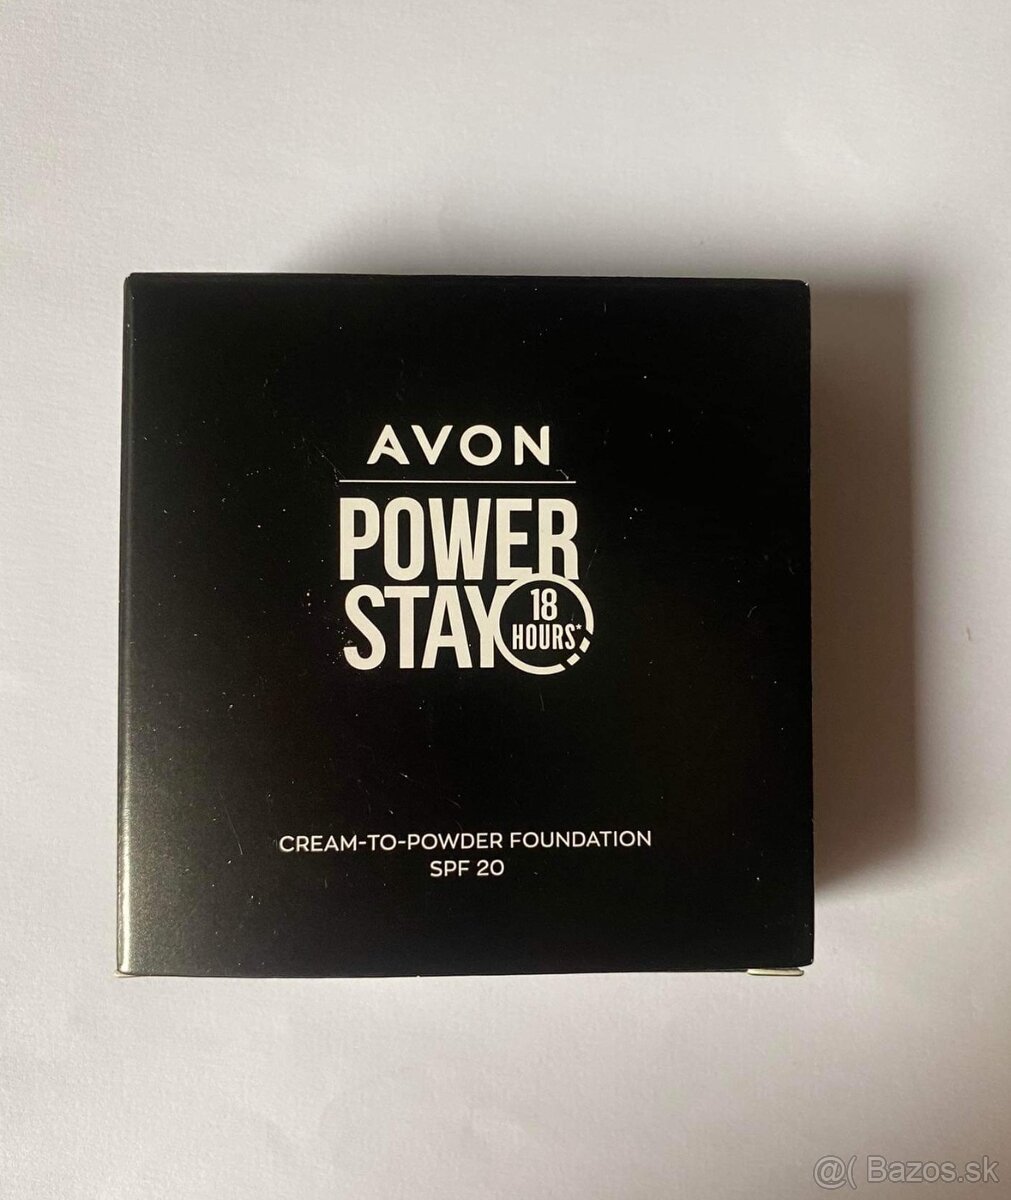 AVON
POWER
STAY
18
HOURS*
CREAM-TO-POWDER FOUNDATION
SPF 20
@( Bazos.sk